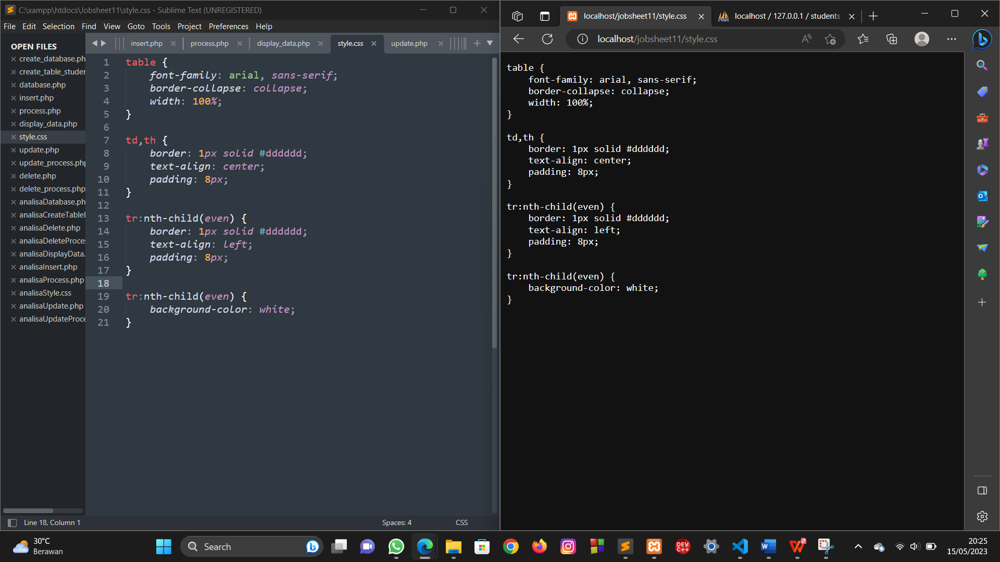 C:\xampp\htdocs\Jobsheet11\style.css - Sublime Text (UNREGISTERED)
File Edit Selection Find View Goto Tools Project Preferences Help
OPEN FILES
create_database.ph
create_table_studer
database.php
insert.php
process.php
display_data.php
style.css
update.php
update_process.php
delete.php
delete_process.php
analisaDatabase.ph
analisaCreateTable
analisaDelete.php
analisaDeleteProces
analisaDisplayData.
analisaInsert.php
analisaProcess.php
analisaStyle.css
analisaUpdate.php
analisaUpdateProce
insert.php process.php display_data.php style.css update.php
1 table {
2 font-family: arial, sans-serif;
3 border-collapse: collapse;
4 width: 100%;
5 }
6
7 td,th {
8 border: 1px solid #dddddd;
9 text-align: center;
10 padding: 8px;
11 }
12
13 tr:nth-child(even) {
14 border: 1px solid #dddddd;
15 text-align: left;
16 padding: 8px;
17 }
18
19 tr:nth-child(even) {
20 background-color: white;
21 }
Line 18, Column 1 Spaces: 4 CSS
localhost/jobsheet11/style.css localhost / 127.0.0.1 / students
localhost/jobsheet11/style.css
table {
font-family: arial, sans-serif;
border-collapse: collapse;
width: 100%;
}
td,th {
border: 1px solid #dddddd;
text-align: center;
padding: 8px;
}
tr:nth-child(even) {
border: 1px solid #dddddd;
text-align: left;
padding: 8px;
}
tr:nth-child(even) {
background-color: white;
}
30°C
Berawan
Search
DEV C++
20:25
15/05/2023